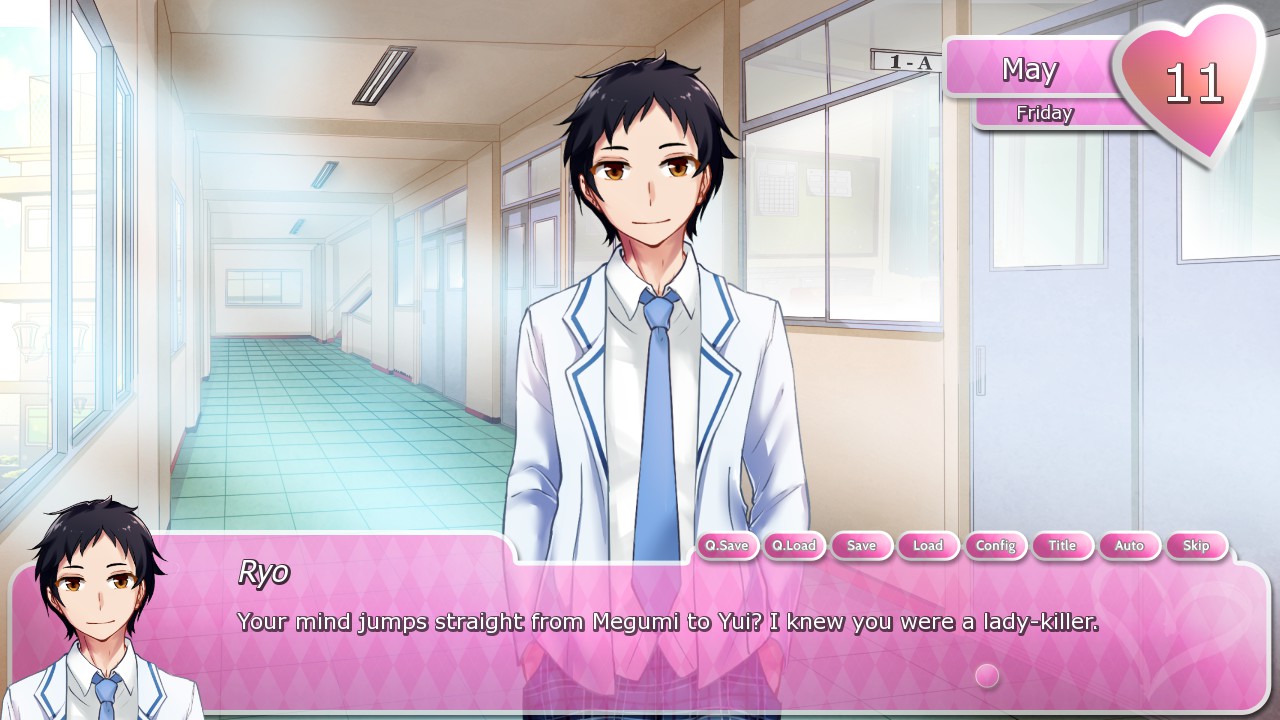 1-A
May
11
Friday
Q.Save Q.Load Save Load Config Title Auto Skip
Ryo
Your mind jumps straight from Megumi to Yui? I knew you were a lady-killer.